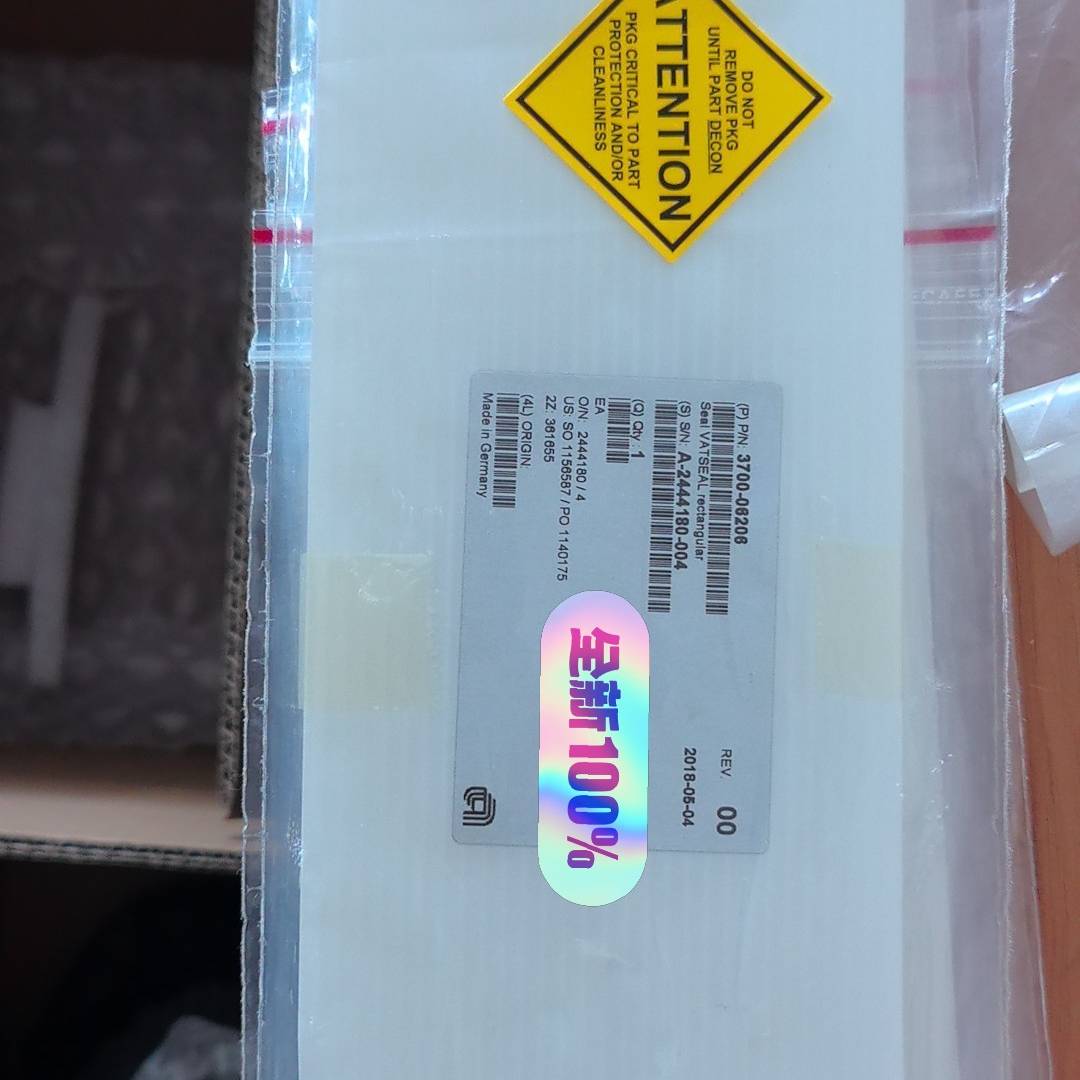 DO NOT
REMOVE PKG
UNTIL PART DECON
ATTENTION
PKG CRITICAL TO PART
PROTECTION AND/OR
CLEANLINESS
(P) P/N: 3700-06206
REV. 00
Seal VATSEAL rectangular
2018-05-04
(S) S/N: A-2444180-004
(Q) Qty : 1
EA
O/N: 2444180 / 4
US: SO 1156587 / PO 1140175
2Z: 361655
(4L) ORIGIN:
Made in Germany
全新100%